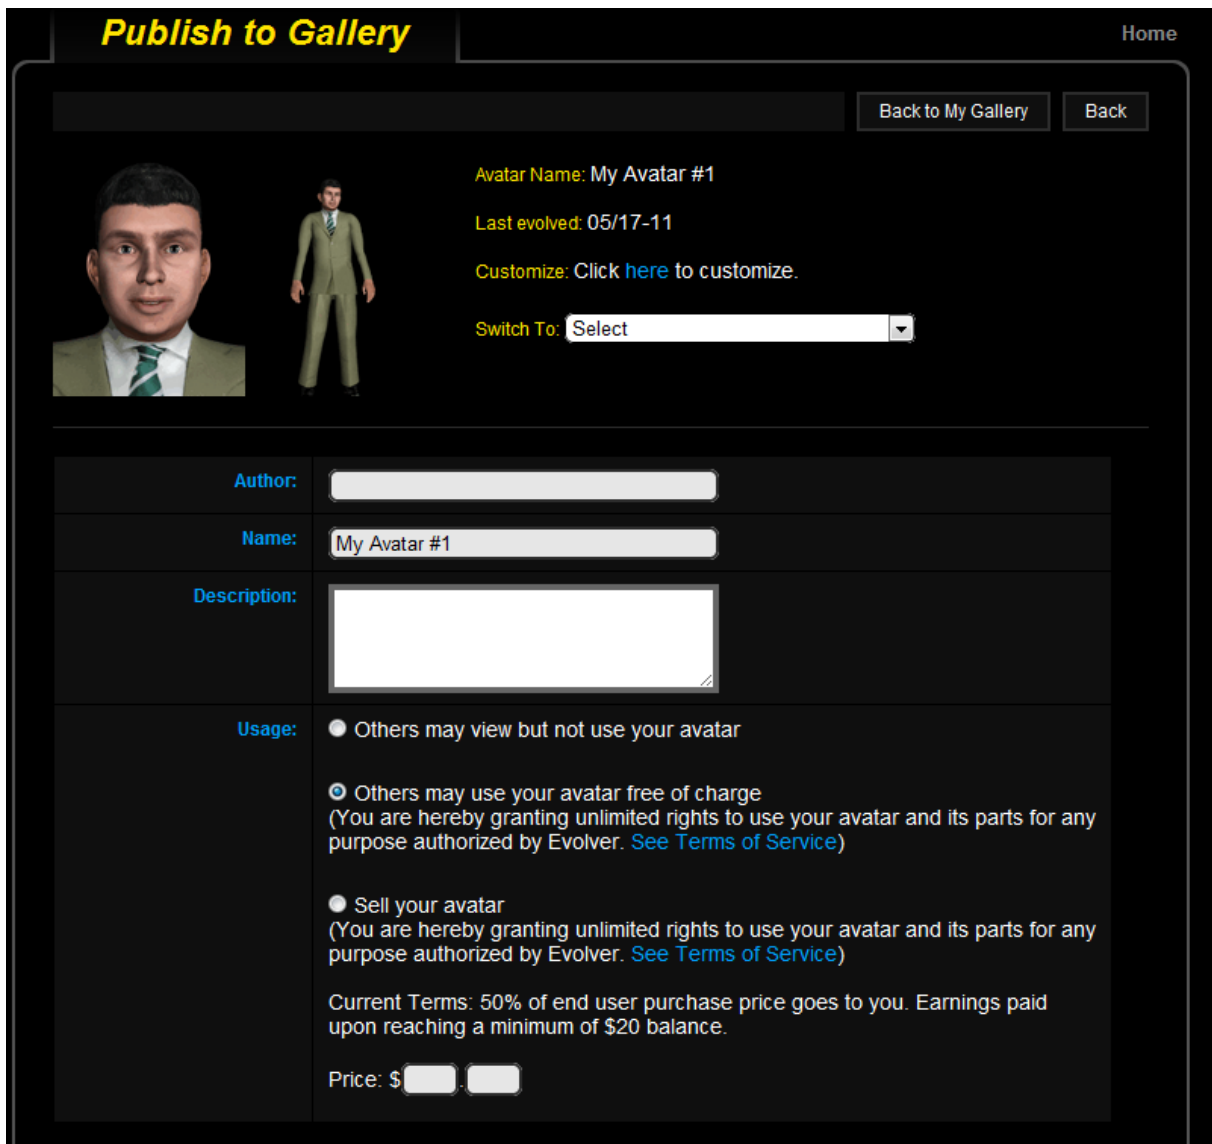 Publish to Gallery
Home
Back to My Gallery
Back
Avatar Name: My Avatar #1
Last evolved: 05/17-11
Customize: Click here to customize.
Switch To: Select
Author:
Name: My Avatar #1
Description:
Usage: Others may view but not use your avatar
Others may use your avatar free of charge
(You are hereby granting unlimited rights to use your avatar and its parts for any
purpose authorized by Evolver. See Terms of Service)
Sell your avatar
(You are hereby granting unlimited rights to use your avatar and its parts for any
purpose authorized by Evolver. See Terms of Service)
Current Terms: 50% of end user purchase price goes to you. Earnings paid
upon reaching a minimum of $20 balance.
Price: $ .